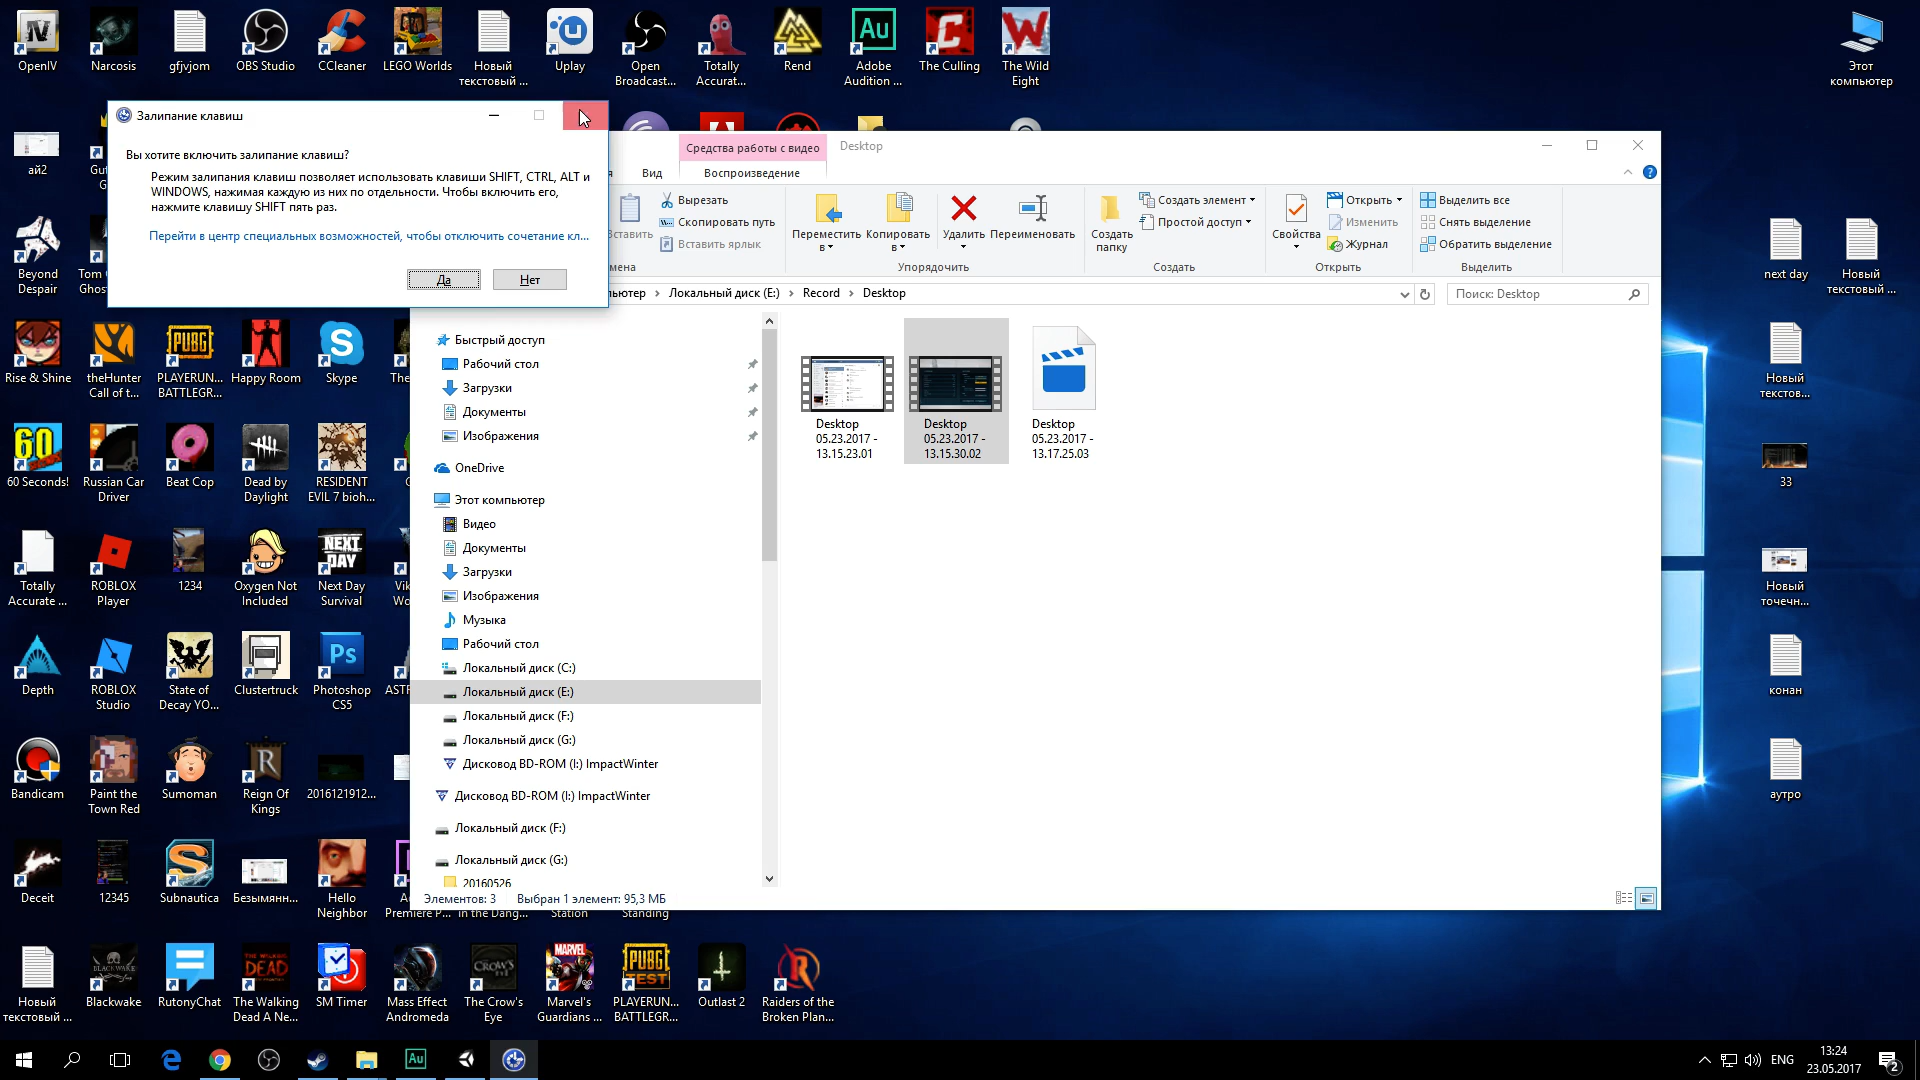 OpenIV
Narcosis
gfjvjom
OBS Studio
CCleaner
LEGO Worlds
Новый
текстовый ...
Uplay
Open
Broadcast...
Totally
Accurat...
Rend
Adobe
Audition ...
The Culling
The Wild
Eight
Этот
компьютер
Залипание клавиш
Вы хотите включить залипание клавиш?
Режим залипания клавиш позволяет использовать клавиши SHIFT, CTRL, ALT и
WINDOWS, нажимая каждую из них по отдельности. Чтобы включить его,
нажмите клавишу SHIFT пять раз.
Перейти в центр специальных возможностей, чтобы отключить сочетание кл...
Да
Нет
Средства работы с видео
Desktop
Вид
Воспроизведение
Вырезать
Скопировать путь
Вставить ярлык
Переместить
в
Копировать
в
Удалить
Переименовать
Упорядочить
Создать
папку
Создать элемент
Простой доступ
Создать
Свойства
Открыть
Изменить
Журнал
Открыть
Выделить все
Снять выделение
Обратить выделение
Выделить
Локальный диск (E:)
Record
Desktop
Поиск: Desktop
Быстрый доступ
Рабочий стол
Загрузки
Документы
Изображения
OneDrive
Этот компьютер
Видео
Документы
Загрузки
Изображения
Музыка
Рабочий стол
Локальный диск (C:)
Локальный диск (E:)
Локальный диск (F:)
Локальный диск (G:)
Дисковод BD-ROM (I:) ImpactWinter
Дисковод BD-ROM (I:) ImpactWinter
Локальный диск (F:)
Локальный диск (G:)
20160526
Элементов: 3
Выбран 1 элемент: 95,3 МБ
Desktop
05.23.2017 -
13.15.23.01
Desktop
05.23.2017 -
13.15.30.02
Desktop
05.23.2017 -
13.17.25.03
ай2
Beyond
Despair
Rise & Shine
theHunter
Call of t...
PLAYERUN...
BATTLEGR...
Happy Room
Skype
60 Seconds!
Russian Car
Driver
Beat Cop
Dead by
Daylight
RESIDENT
EVIL 7 bioh...
Totally
Accurate ...
ROBLOX
Player
1234
Oxygen Not
Included
Next Day
Survival
Depth
ROBLOX
Studio
State of
Decay YO...
Clustertruck
Photoshop
CS5
Bandicam
Paint the
Town Red
Sumoman
Reign Of
Kings
2016121912...
Deceit
12345
Subnautica
Безымянн...
Hello
Neighbor
Premiere P...
in the Dang...
Station
Standing
Новый
текстовый ...
Blackwake
RutonyChat
The Walking
Dead A Ne...
SM Timer
Mass Effect
Andromeda
The Crow's
Eye
Marvel's
Guardians ...
PLAYERUN...
BATTLEGR...
Outlast 2
Raiders of the
Broken Plan...
next day
Новый
текстовый ...
Новый
текстов...
33
Новый
точечн...
конан
аутро
ENG
13:24
23.05.2017
2